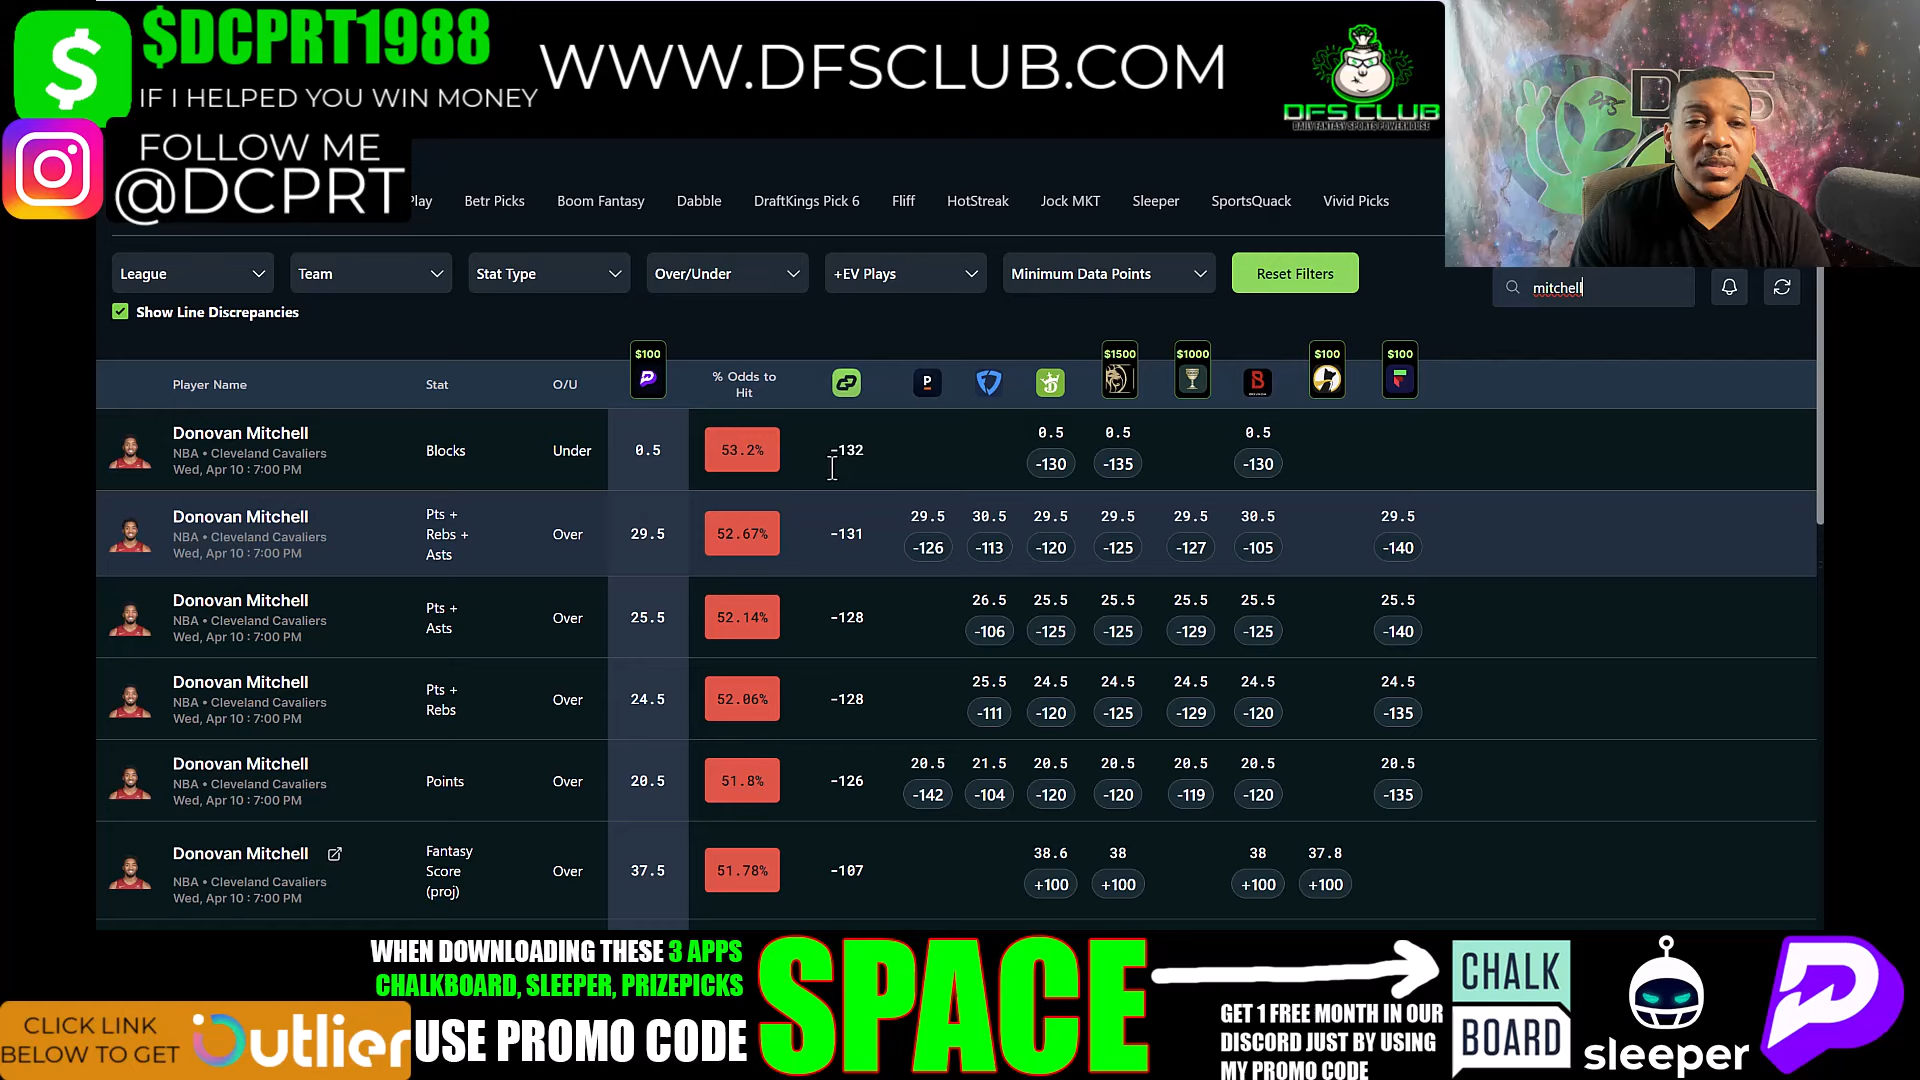 $DCPRT1988
IF I HELPED YOU WIN MONEY
WWW.DFSCLUB.COM
DFS CLUB
DAILY FANTASY SPORTS POWERHOUSE
DFS
FOLLOW ME
@DCPRT
Play Betr Picks Boom Fantasy Dabble DraftKings Pick 6 Fliff HotStreak Jock MKT Sleeper SportsQuack Vivid Picks
League Team Stat Type Over/Under +EV Plays Minimum Data Points Reset Filters
mitchell
Show Line Discrepancies
$100 $1500 $1000 $100 $100
Player Name Stat O/U % Odds to Hit
Donovan Mitchell
NBA • Cleveland Cavaliers
Wed, Apr 10 : 7:00 PM
Blocks Under 0.5 53.2% -132
0.5 0.5 0.5
-130 -135 -130
Donovan Mitchell
NBA • Cleveland Cavaliers
Wed, Apr 10 : 7:00 PM
Pts +
Rebs +
Asts
Over 29.5 52.67% -131
29.5 30.5 29.5 29.5 29.5 30.5 29.5
-126 -113 -120 -125 -127 -105 -140
Donovan Mitchell
NBA • Cleveland Cavaliers
Wed, Apr 10 : 7:00 PM
Pts +
Asts
Over 25.5 52.14% -128
26.5 25.5 25.5 25.5 25.5 25.5
-106 -125 -125 -129 -125 -140
Donovan Mitchell
NBA • Cleveland Cavaliers
Wed, Apr 10 : 7:00 PM
Pts +
Rebs
Over 24.5 52.06% -128
25.5 24.5 24.5 24.5 24.5 24.5
-111 -120 -125 -129 -120 -135
Donovan Mitchell
NBA • Cleveland Cavaliers
Wed, Apr 10 : 7:00 PM
Points Over 20.5 51.8% -126
20.5 21.5 20.5 20.5 20.5 20.5 20.5
-142 -104 -120 -120 -119 -120 -135
Donovan Mitchell
NBA • Cleveland Cavaliers
Wed, Apr 10 : 7:00 PM
Fantasy
Score
(proj)
Over 37.5 51.78% -107
38.6 38 38 37.8
+100 +100 +100 +100
WHEN DOWNLOADING THESE 3 APPS
CHALKBOARD, SLEEPER, PRIZEPICKS
USE PROMO CODE
SPACE
CLICK LINK
BELOW TO GET
Outlier
GET 1 FREE MONTH IN OUR
DISCORD JUST BY USING
MY PROMO CODE
CHALK
BOARD
sleeper